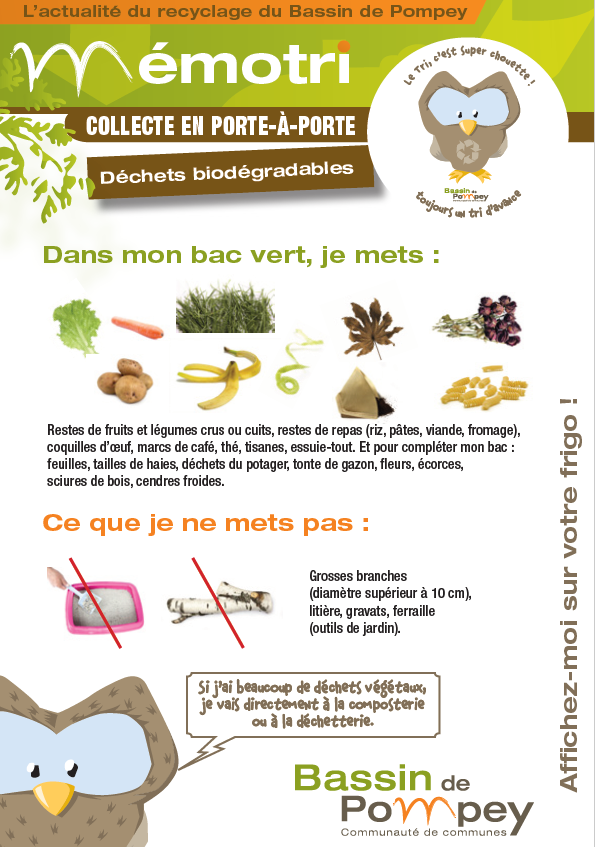 L'actualité du recyclage du Bassin de Pompey
Mémotri
COLLECTE EN PORTE-À-PORTE
Déchets biodégradables
Le Tri, c'est super chouette !
Bassin de
Pompey
toujours un tri d'avance
Dans mon bac vert, je mets :
Restes de fruits et légumes crus ou cuits, restes de repas (riz, pâtes, viande, fromage),
coquilles d'œuf, marcs de café, thé, tisanes, essuie-tout. Et pour compléter mon bac :
feuilles, tailles de haies, déchets du potager, tonte de gazon, fleurs, écorces,
sciures de bois, cendres froides.
Ce que je ne mets pas :
Grosses branches
(diamètre supérieur à 10 cm),
litière, gravats, ferraille
(outils de jardin).
Affichez-moi sur votre frigo !
Si j'ai beaucoup de déchets végétaux,
je vais directement à la composterie
ou à la déchetterie.
Bassin de
Pompey
Communauté de communes